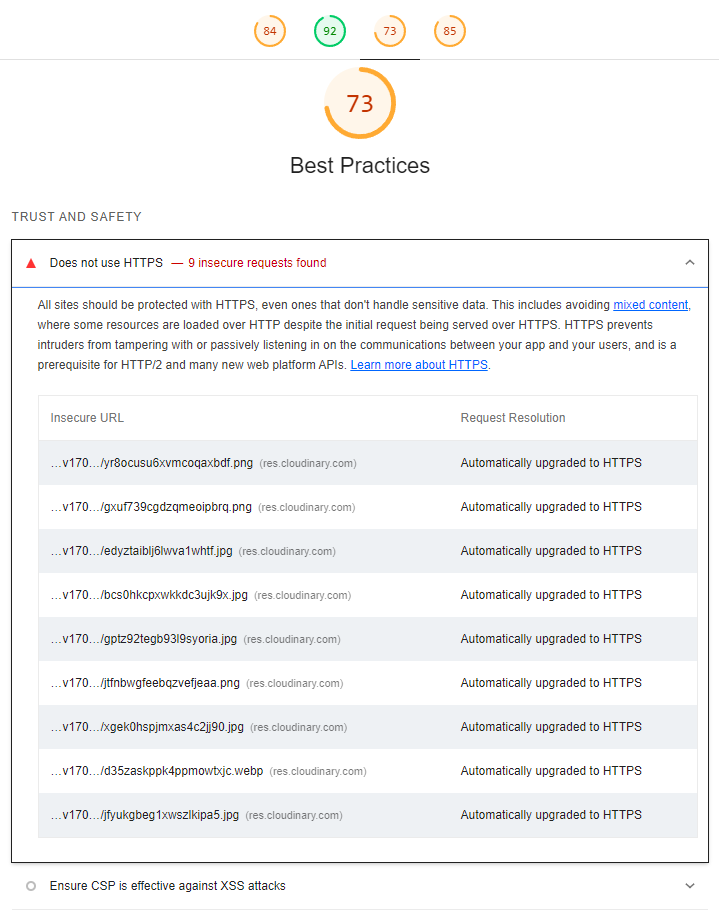 84 92 73 85
73
Best Practices
TRUST AND SAFETY
Does not use HTTPS — 9 insecure requests found
All sites should be protected with HTTPS, even ones that don't handle sensitive data. This includes avoiding mixed content,
where some resources are loaded over HTTP despite the initial request being served over HTTPS. HTTPS prevents
intruders from tampering with or passively listening in on the communications between your app and your users, and is a
prerequisite for HTTP/2 and many new web platform APIs. Learn more about HTTPS.
Insecure URL Request Resolution
…v170…/yr8ocusu6xvmcoqaxbdf.png (res.cloudinary.com) Automatically upgraded to HTTPS
…v170…/gxuf739cgdzqmeoipbrq.png (res.cloudinary.com) Automatically upgraded to HTTPS
…v170…/edyztaiblj6lwva1whtf.jpg (res.cloudinary.com) Automatically upgraded to HTTPS
…v170…/bcs0hkcpxwkkdc3ujk9x.jpg (res.cloudinary.com) Automatically upgraded to HTTPS
…v170…/gptz92tegb93l9syoria.jpg (res.cloudinary.com) Automatically upgraded to HTTPS
…v170…/jtfnbwgfeebqzvefjeaa.png (res.cloudinary.com) Automatically upgraded to HTTPS
…v170…/xgek0hspjmxas4c2jj90.jpg (res.cloudinary.com) Automatically upgraded to HTTPS
…v170…/d35zaskppk4ppmowtxjc.webp (res.cloudinary.com) Automatically upgraded to HTTPS
…v170…/jfyukgbeg1xwszlkipa5.jpg (res.cloudinary.com) Automatically upgraded to HTTPS
Ensure CSP is effective against XSS attacks